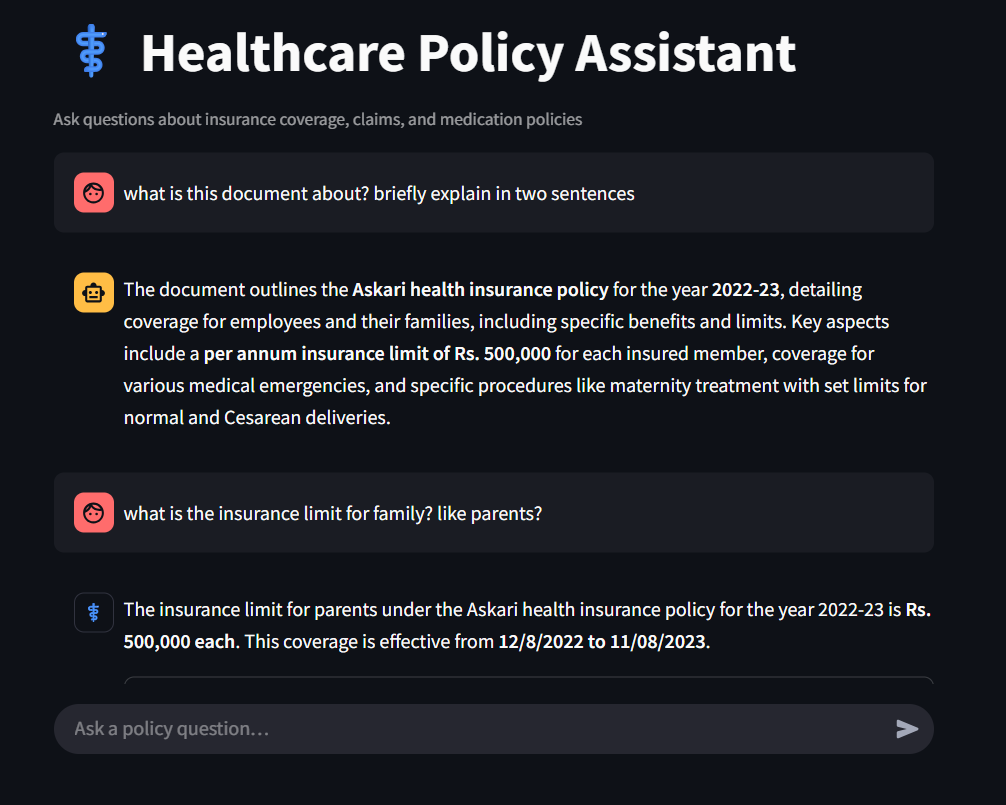 Healthcare Policy Assistant
Ask questions about insurance coverage, claims, and medication policies
what is this document about? briefly explain in two sentences
The document outlines the Askari health insurance policy for the year 2022-23, detailing
coverage for employees and their families, including specific benefits and limits. Key aspects
include a per annum insurance limit of Rs. 500,000 for each insured member, coverage for
various medical emergencies, and specific procedures like maternity treatment with set limits for
normal and Cesarean deliveries.
what is the insurance limit for family? like parents?
The insurance limit for parents under the Askari health insurance policy for the year 2022-23 is Rs.
500,000 each. This coverage is effective from 12/8/2022 to 11/08/2023.
Ask a policy question...